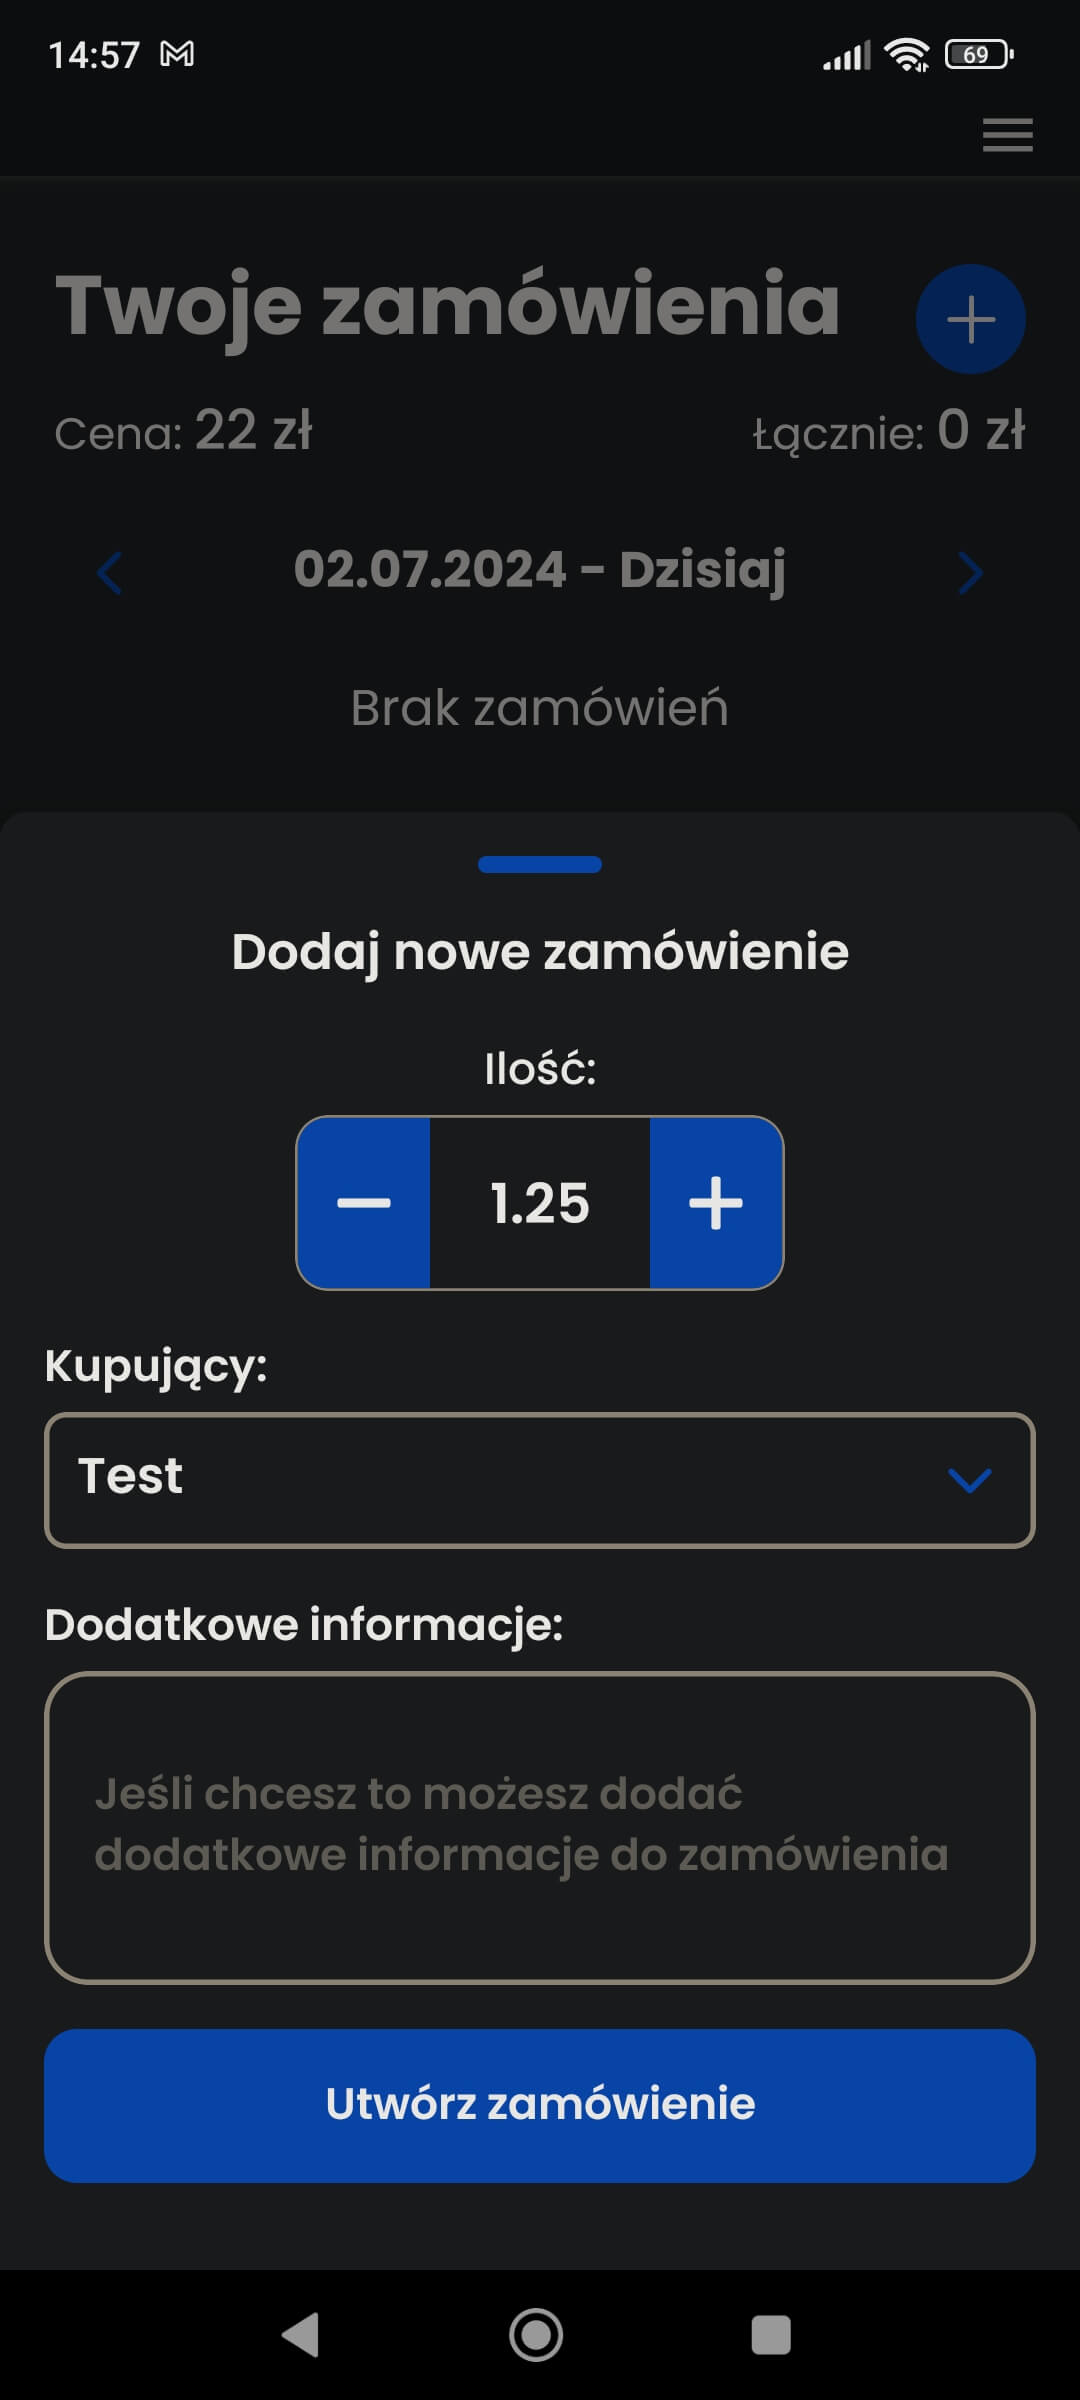 14:57
69
Twoje zamówienia
Cena: 22 zł
Łącznie: 0 zł
02.07.2024 - Dzisiaj
Brak zamówień
Dodaj nowe zamówienie
Ilość:
1.25
Kupujący:
Test
Dodatkowe informacje:
Jeśli chcesz to możesz dodać
dodatkowe informacje do zamówienia
Utwórz zamówienie